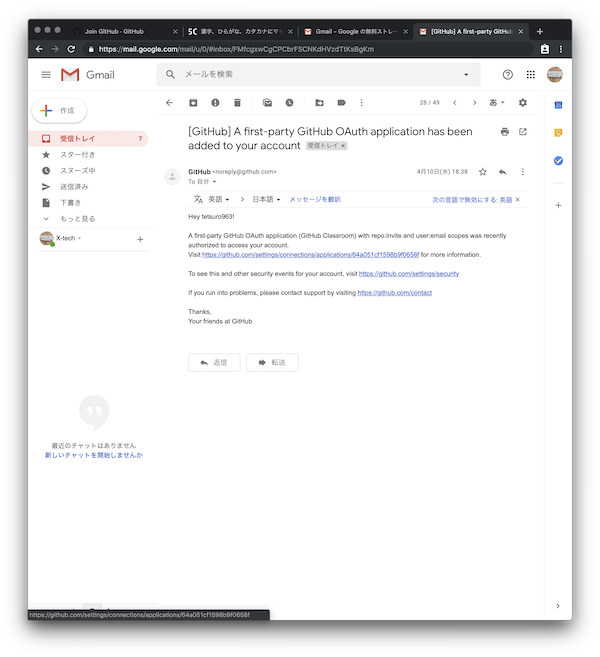 Join GitHub · GitHub
漢字、ひらがな、カタカナにマッ
Gmail - Google の無料ストレー
[GitHub] A first-party GitHub
https://mail.google.com/mail/u/0/#inbox/FMfcgxwCgCPCbrFSCNKdHVzdTtKsBgKm
Gmail
メールを検索
作成
受信トレイ 7
スター付き
スヌーズ中
送信済み
下書き
もっと見る
X-tech
28 / 49
あ
[GitHub] A first-party GitHub OAuth application has been
added to your account 受信トレイ ×
GitHub <noreply@github.com>
4月10日(水) 18:38
To 自分
英語 > 日本語 メッセージを翻訳
次の言語で無効にする: 英語 ×
Hey tetsuro963!
A first-party GitHub OAuth application (GitHub Classroom) with repo:invite and user:email scopes was recently
authorized to access your account.
Visit https://github.com/settings/connections/applications/64a051cf1598b9f0658f for more information.
To see this and other security events for your account, visit https://github.com/settings/security
If you run into problems, please contact support by visiting https://github.com/contact
Thanks,
Your friends at GitHub
返信
転送
最近のチャットはありません
新しいチャットを開始しませんか
https://github.com/settings/connections/applications/64a051cf1598b9f0658f